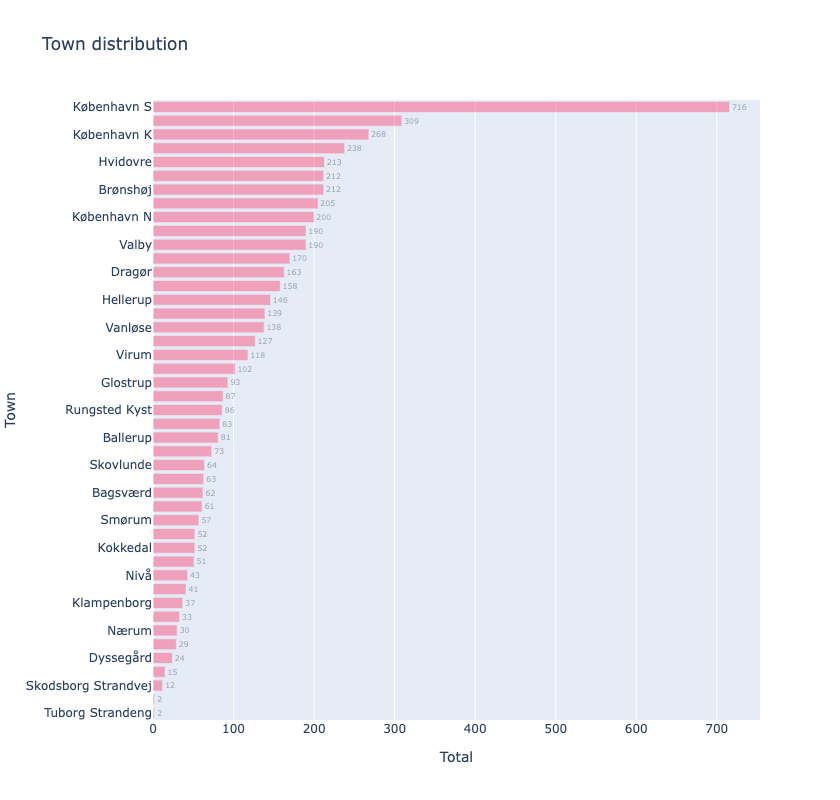 Town distribution
København S 716
309
København K 268
238
Hvidovre 213
212
Brønshøj 212
205
København N 200
190
Valby 190
170
Dragør 163
158
Hellerup 146
139
Vanløse 138
127
Virum 118
102
Glostrup 93
87
Rungsted Kyst 86
83
Ballerup 81
73
Skovlunde 64
63
Bagsværd 62
61
Smørum 57
52
Kokkedal 52
51
Nivå 43
41
Klampenborg 37
33
Nærum 30
29
Dyssegård 24
15
Skodsborg Strandvej 12
2
Tuborg Strandeng 2
0 100 200 300 400 500 600 700
Total
Town